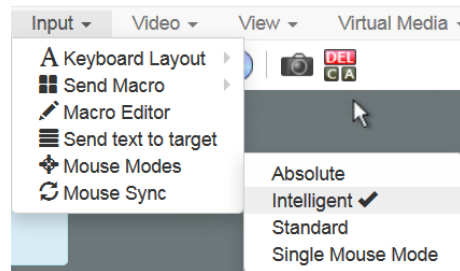 Input Video View Virtual Media
Keyboard Layout
DEL
C A
Send Macro
Macro Editor
Send text to target
Mouse Modes
Mouse Sync
Absolute
Intelligent
Standard
Single Mouse Mode